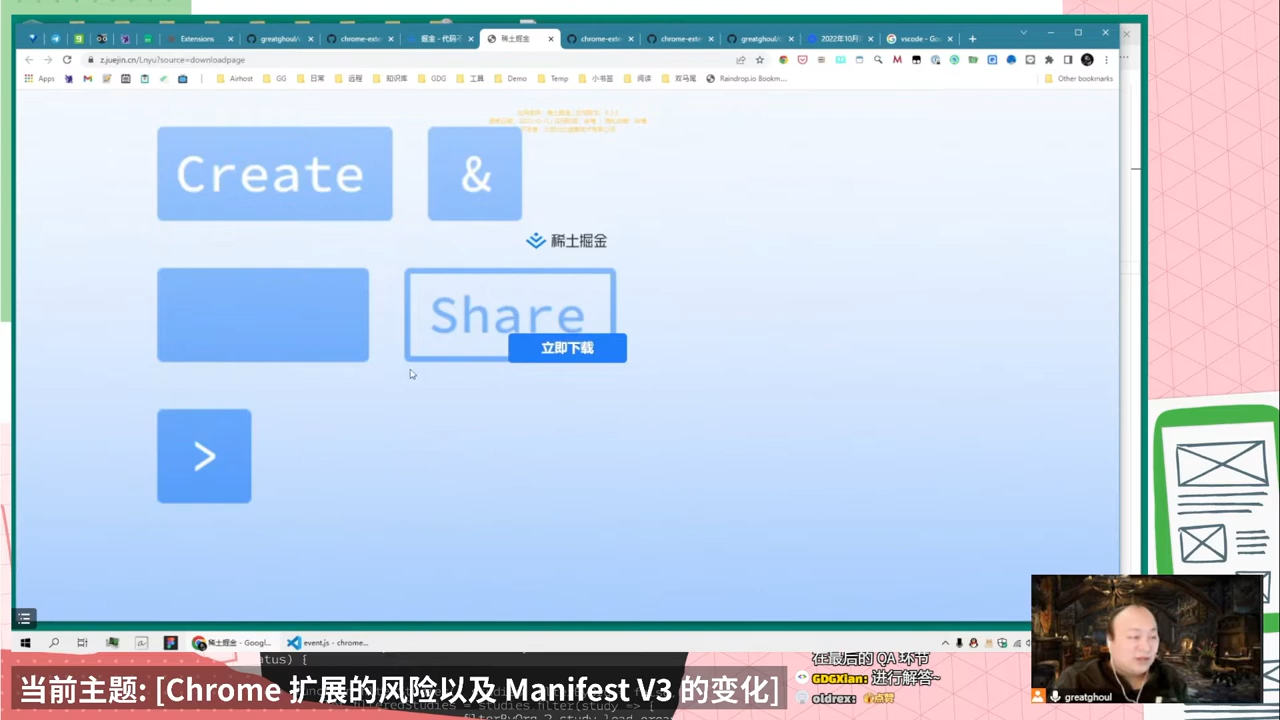 Extensions
greatghoul/
chrome-exte
掘金 - 代码不
稀土掘金
chrome-ext
chrome-exte
greatghoul/c
2022年10月
vscode - Goo
z.juejin.cn/Lnyu?source=downloadpage
Apps
Airhost
GG
日常
远程
知识库
GDG
工具
Demo
Temp
小书签
阅读
双马尾
Raindrop.io Bookm...
Other bookmarks
Create
&
稀土掘金
Share
立即下载
>
稀土掘金 - Googl...
event.js - chrome...
在最后的 QA 环节
GDGXian: 进行解答~
oldrex: 👍点赞
greatghoul
当前主题: [Chrome 扩展的风险以及 Manifest V3 的变化]